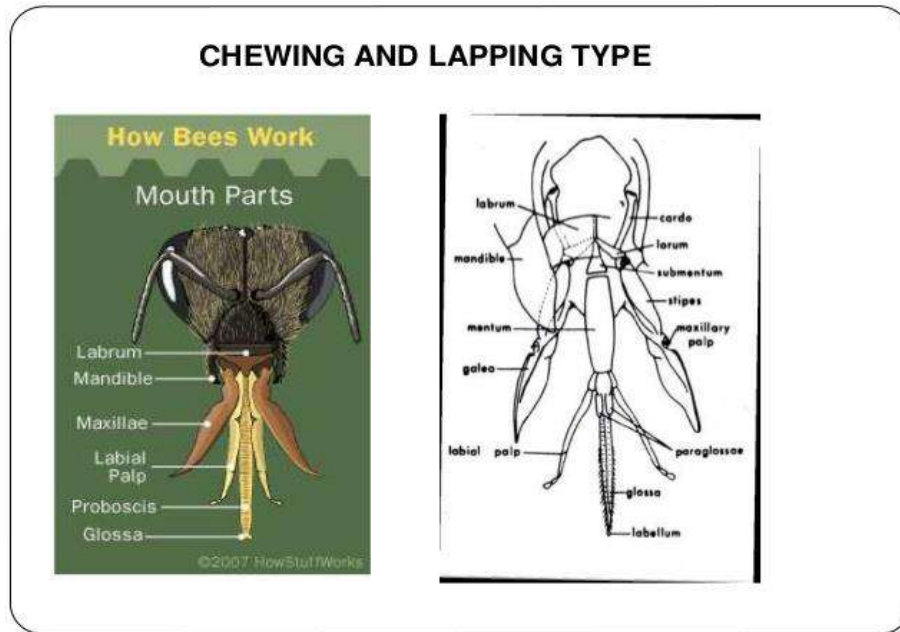 CHEWING AND LAPPING TYPE
How Bees Work
Mouth Parts
Labrum
Mandible
Maxillae
Labial
Palp
Proboscis
Glossa
©2007 HowStuffWorks
labrum
mandible
mentum
galea
labial palp
cardo
lorum
submentum
stipes
maxillary
palp
paraglossae
glossa
labellum